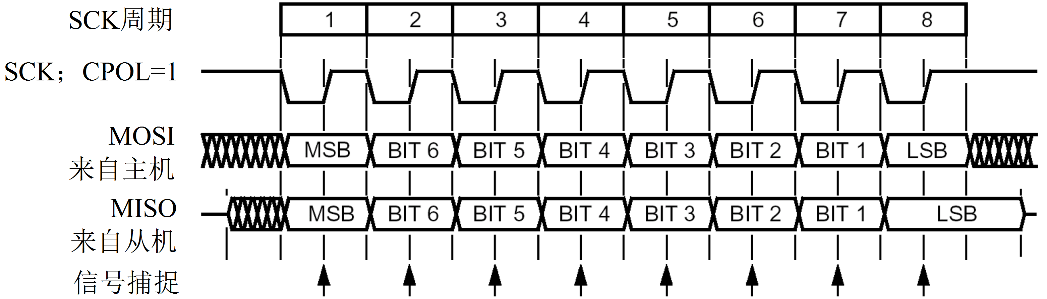 SCK周期 1 2 3 4 5 6 7 8
SCK；CPOL=1
MOSI MSB BIT 6 BIT 5 BIT 4 BIT 3 BIT 2 BIT 1 LSB
来自主机
MISO MSB BIT 6 BIT 5 BIT 4 BIT 3 BIT 2 BIT 1 LSB
来自从机
信号捕捉